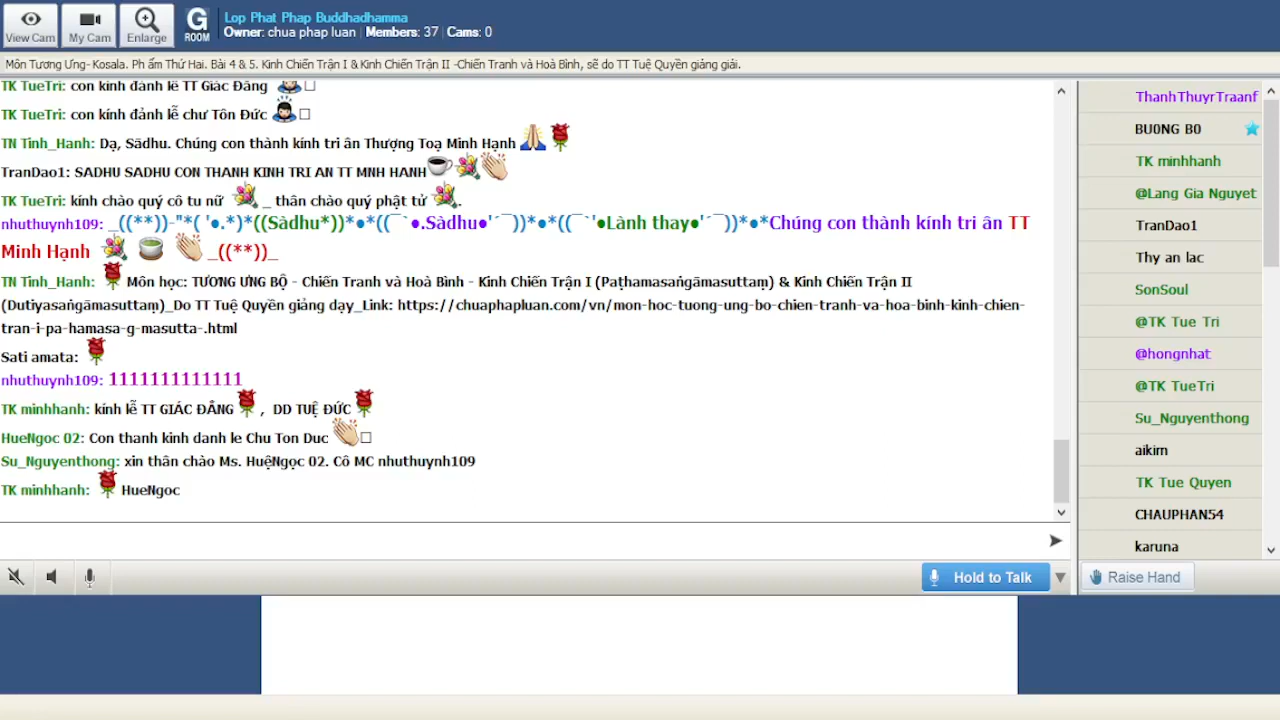 View Cam
My Cam
Enlarge
G
ROOM
Lop Phat Phap Buddhadhamma
Owner: chua phap luan | Members: 37 | Cams: 0
Môn Tương Ưng- Kosala. Ph ẩm Thứ Hai. Bài 4 & 5. Kinh Chiến Trận I & Kinh Chiến Trận II -Chiến Tranh và Hoà Bình, sẽ do TT Tuệ Quyền giảng giải.
TK TueTri: con kính đảnh lễ TT Giác Đẳng
TK TueTri: con kính đảnh lễ chư Tôn Đức
TN Tinh_Hanh: Dạ, Sādhu. Chúng con thành kính tri ân Thượng Toạ Minh Hạnh
TranDao1: SADHU SADHU CON THANH KINH TRI AN TT MNH HANH
TK TueTri: kính chào quý cô tu nữ _ thân chào quý phật tử .
nhuthuynh109: _((**))-"*( '●.*)*((Sàdhu*))*●*((¯`●.Sàdhu●'´¯))*●*((¯`'●Lành thay●'´¯))*●*Chúng con thành kính tri ân TT
Minh Hạnh _((**))_
TN Tinh_Hanh: Môn học: TƯƠNG ƯNG BỘ - Chiến Tranh và Hoà Bình - Kinh Chiến Trận I (Paṭhamasaṅgāmasuttaṃ) & Kinh Chiến Trận II
(Dutiyasaṅgāmasuttaṃ)_Do TT Tuệ Quyền giảng dạy_Link: https://chuaphapluan.com/vn/mon-hoc-tuong-ung-bo-chien-tranh-va-hoa-binh-kinh-chien-
tran-i-pa-hamasa-g-masutta-.html
Sati amata:
nhuthuynh109: 1111111111111
TK minhhanh: kính lễ TT GIÁC ĐẲNG , DD TUỆ ĐỨC
HueNgoc 02: Con thanh kinh danh le Chu Ton Duc
Su_Nguyenthong: xin thân chào Ms. HuệNgọc 02. Cô MC nhuthuynh109
TK minhhanh: HueNgoc
Hold to Talk
ThanhThuyrTraanf
BU0NG B0
TK minhhanh
@Lang Gia Nguyet
TranDao1
Thy an lac
SonSoul
@TK Tue Tri
@hongnhat
@TK TueTri
Su_Nguyenthong
aikim
TK Tue Quyen
CHAUPHAN54
karuna
Raise Hand